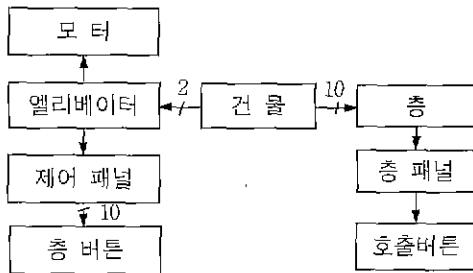 모 터
엘리베이터
2
건 물
10
층
제어 패널
층 패널
10
층 버튼
호출버튼